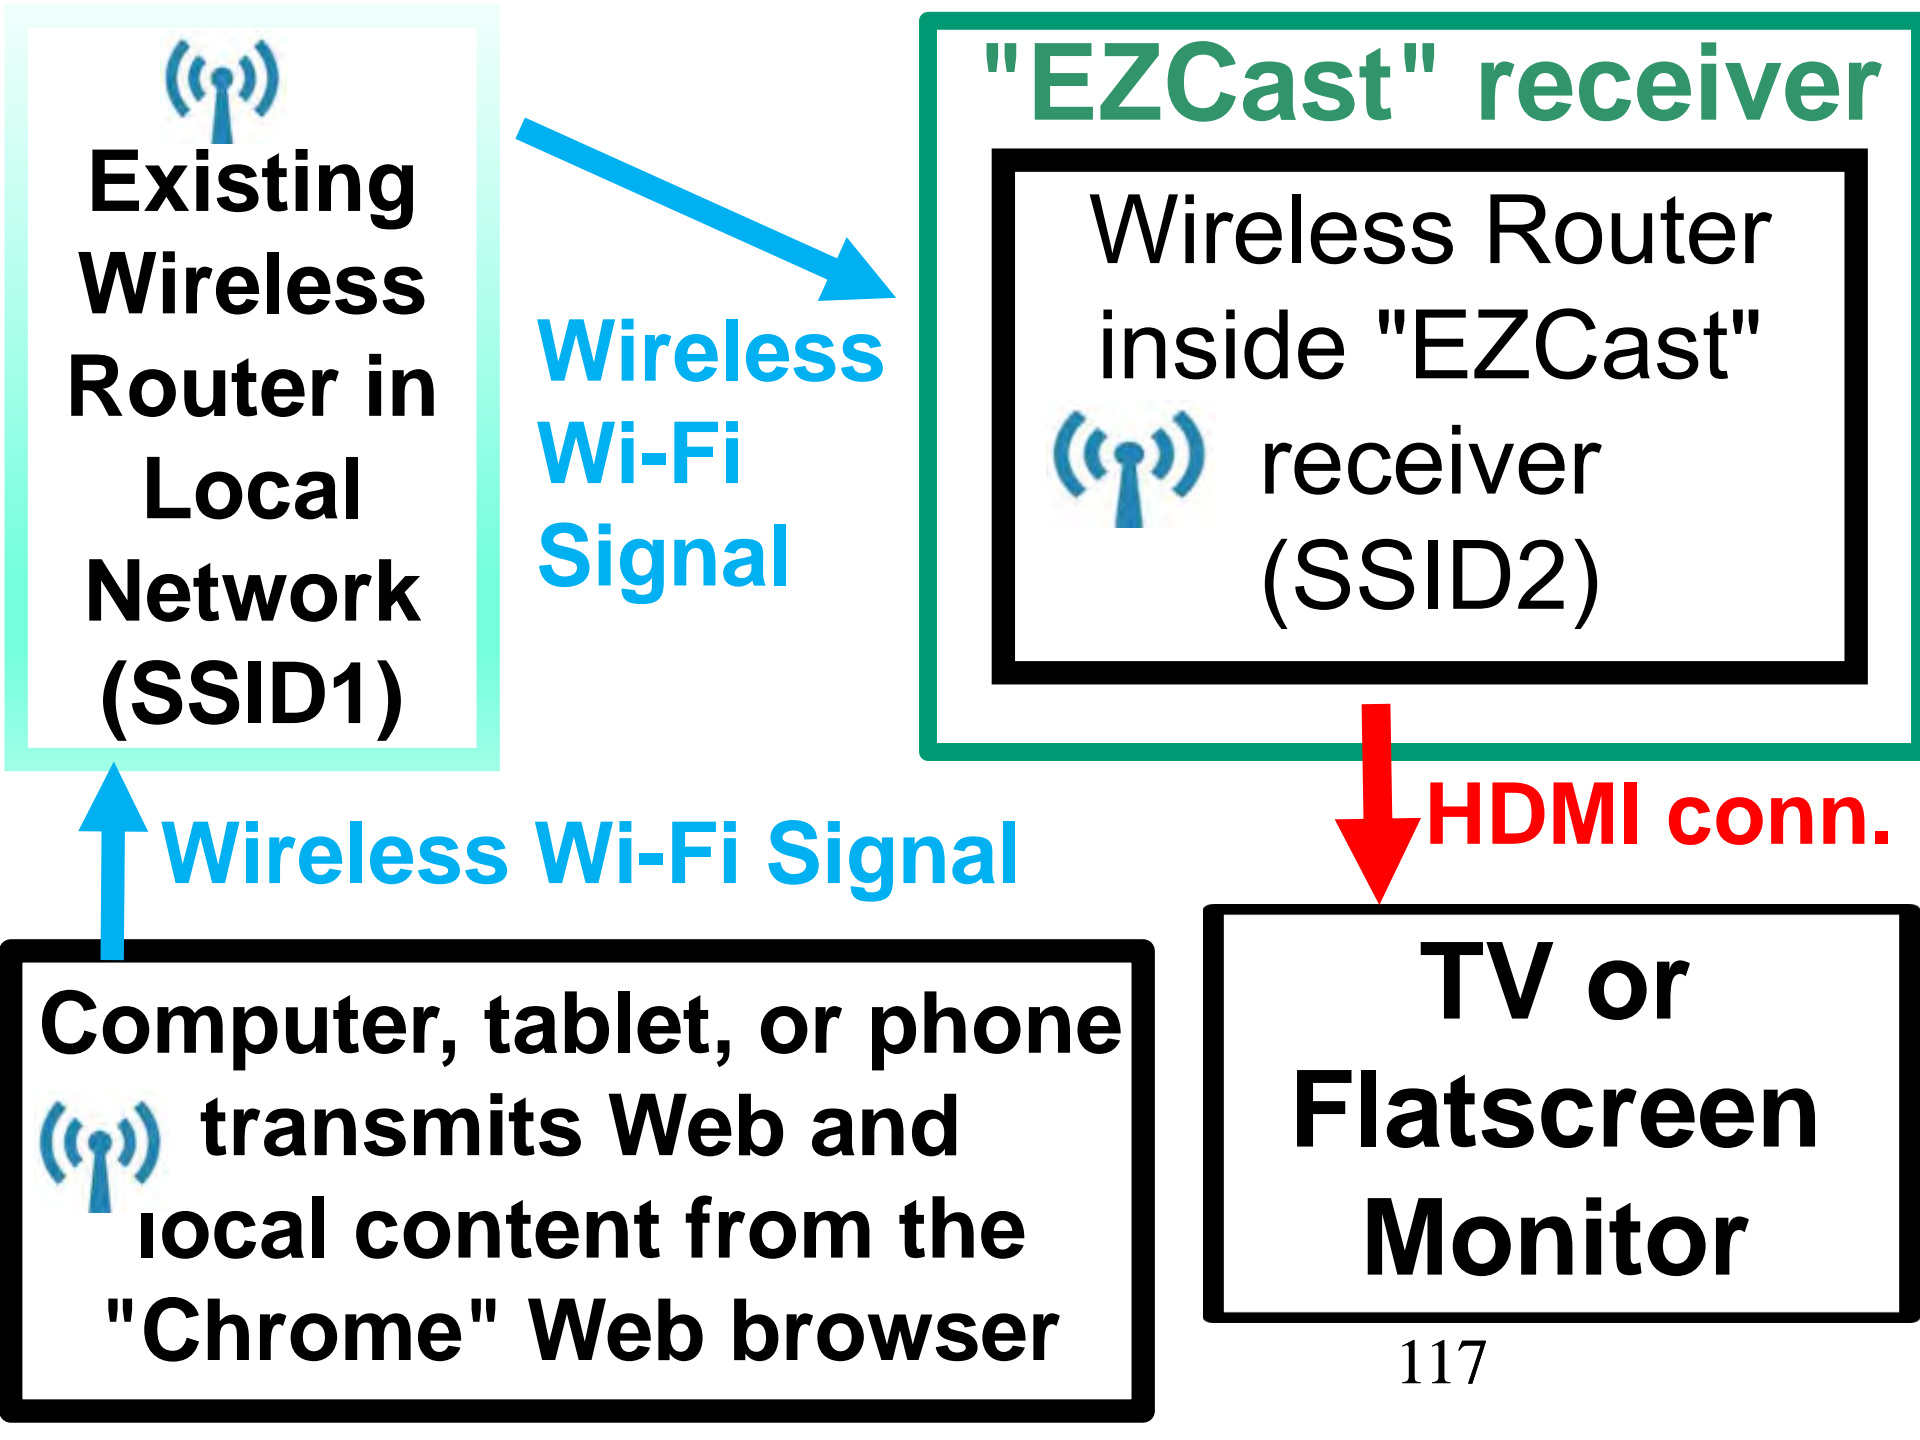 Existing
Wireless
Router in
Local
Network
(SSID1)
Wireless
Wi-Fi
Signal
"EZCast" receiver
Wireless Router
inside "EZCast"
receiver
(SSID2)
HDMI conn.
Wireless Wi-Fi Signal
Computer, tablet, or phone
transmits Web and
local content from the
"Chrome" Web browser
TV or
Flatscreen
Monitor
117